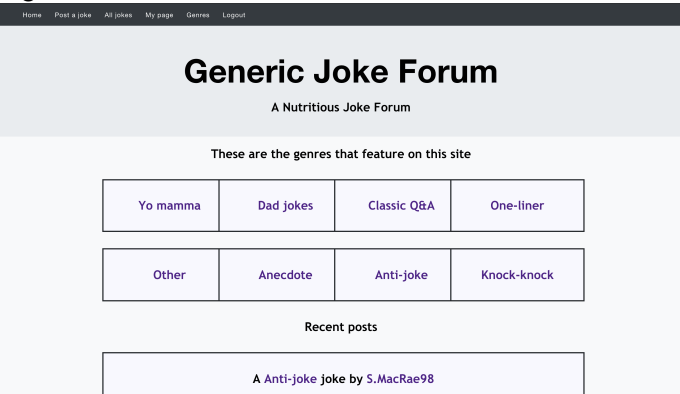 Home Post a joke All jokes My page Genres Logout
Generic Joke Forum
A Nutritious Joke Forum
These are the genres that feature on this site
Yo mamma Dad jokes Classic Q&A One-liner
Other Anecdote Anti-joke Knock-knock
Recent posts
A Anti-joke joke by S.MacRae98